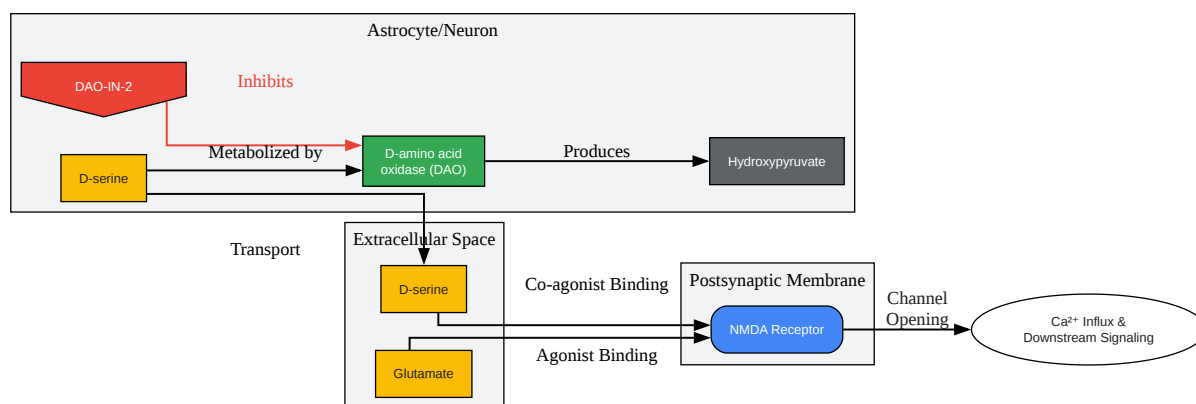 Astrocyte/Neuron
DAO-IN-2
Inhibits
Metabolized by
D-amino acid
oxidase (DAO)
Produces
Hydroxypyruvate
D-serine
Transport
Extracellular Space
D-serine
Co-agonist Binding
Postsynaptic Membrane
Channel
Opening
NMDA Receptor
Ca²⁺ Influx &
Downstream Signaling
Agonist Binding
Glutamate